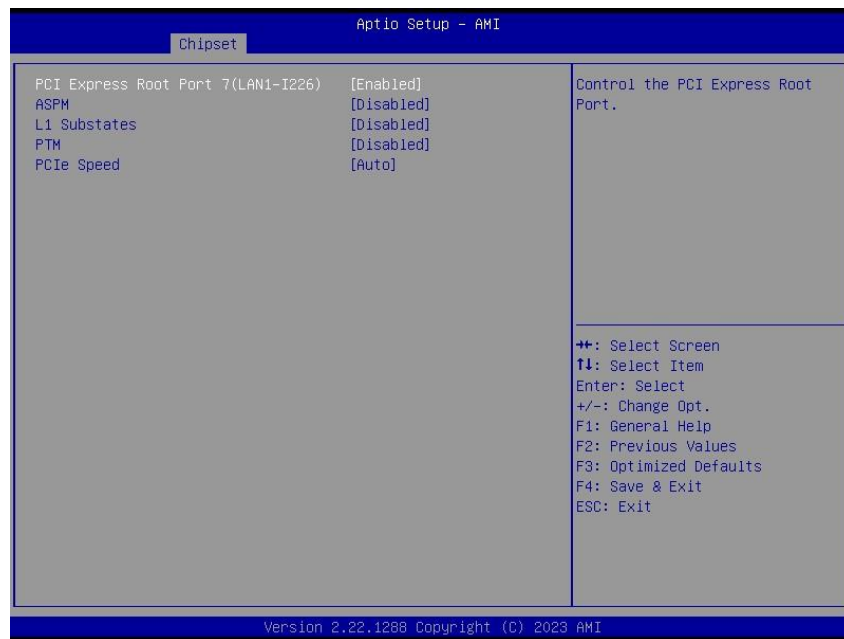 Aptio Setup – AMI
Chipset
PCI Express Root Port 7(LAN1-I226) [Enabled]
ASPM [Disabled]
L1 Substates [Disabled]
PTM [Disabled]
PCIe Speed [Auto]
Control the PCI Express Root
Port.
→←: Select Screen
↑↓: Select Item
Enter: Select
+/-: Change Opt.
F1: General Help
F2: Previous Values
F3: Optimized Defaults
F4: Save & Exit
ESC: Exit
Version 2.22.1288 Copyright (C) 2023 AMI